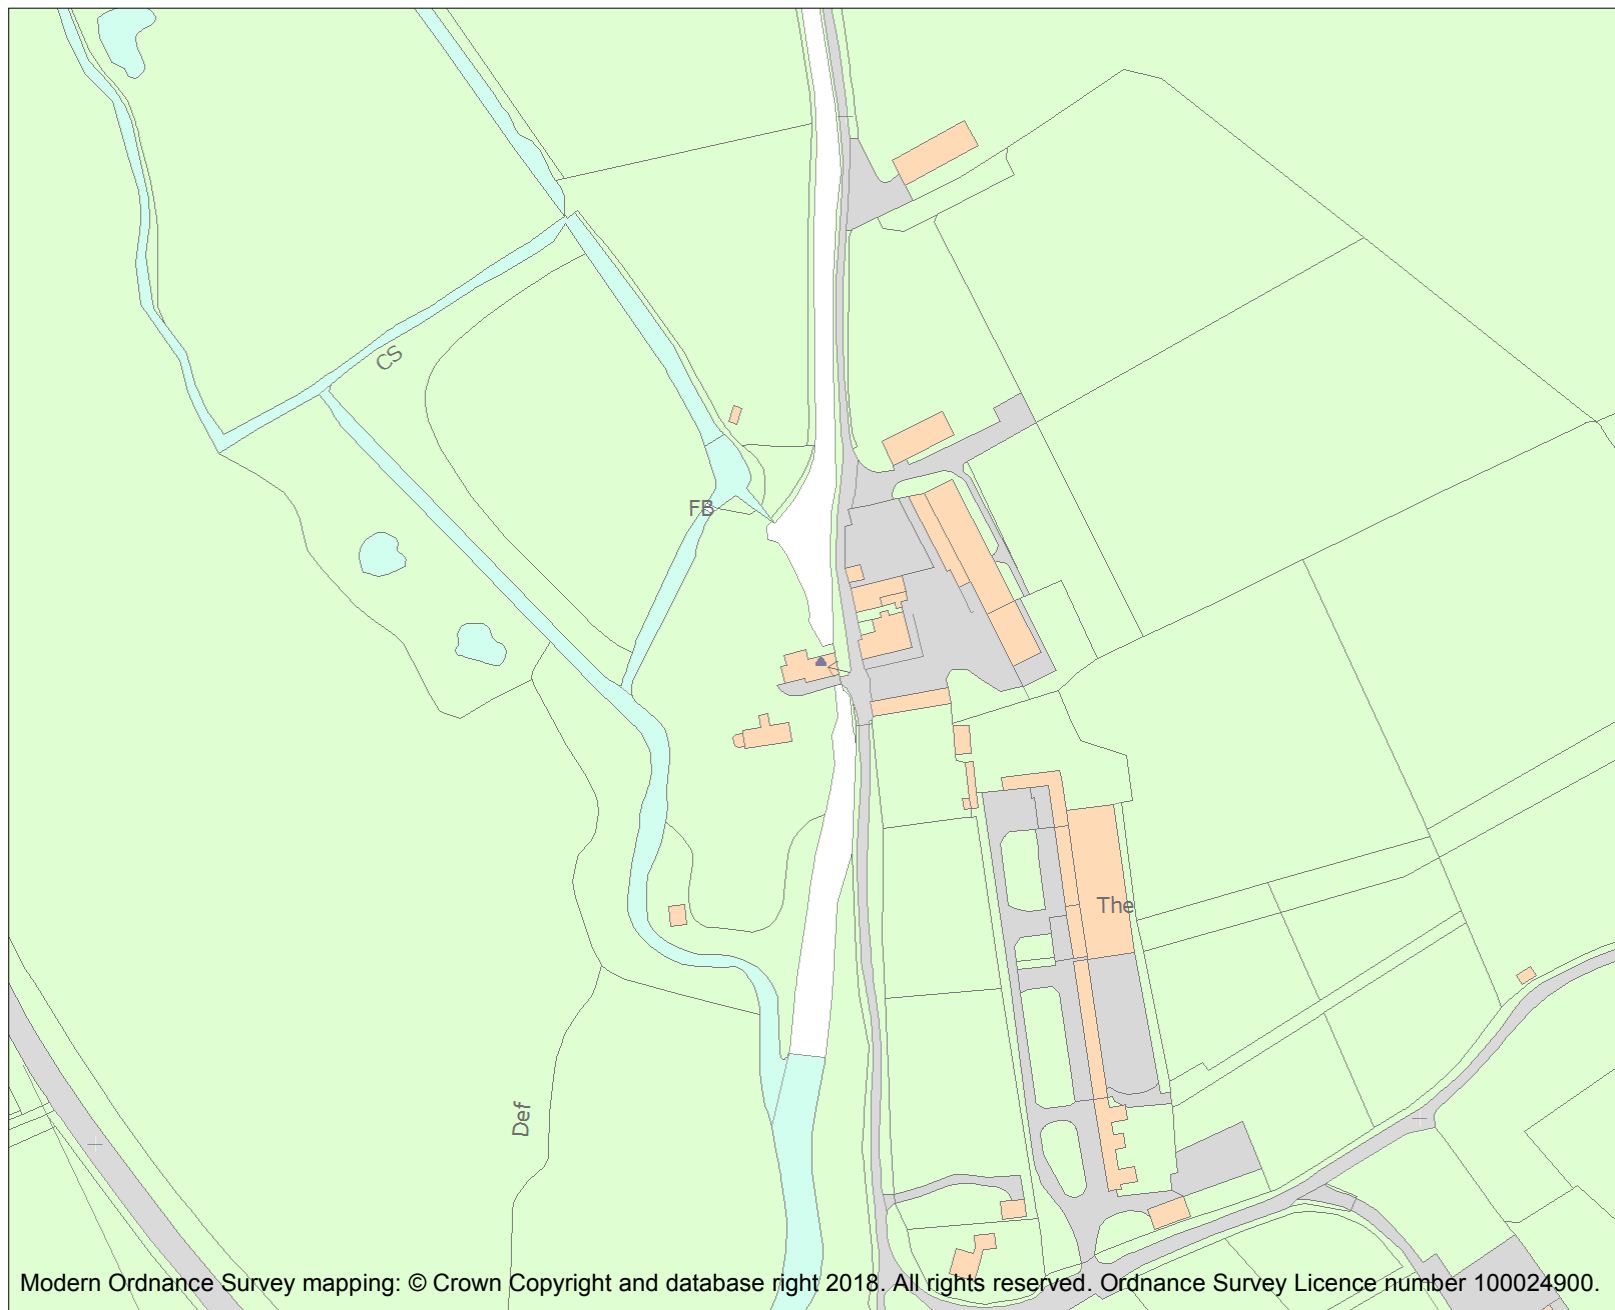 CS
FB
The
Def
Modern Ordnance Survey mapping: © Crown Copyright and database right 2018. All rights reserved. Ordnance Survey Licence number 100024900.